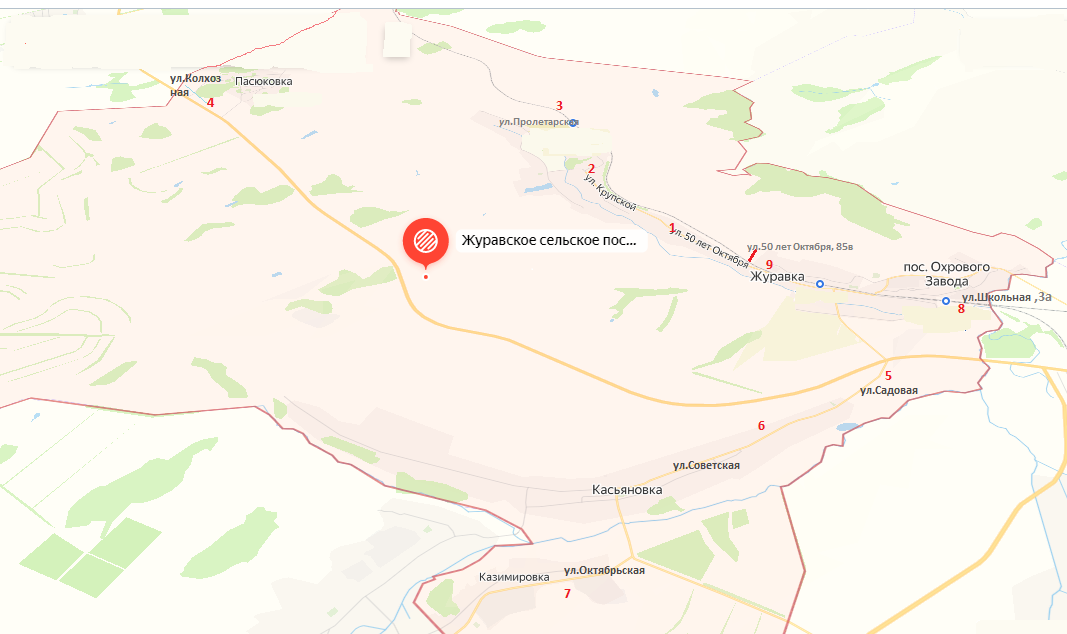 ул.Колхоз
ная
Пасюковка
4
3
ул.Пролетарская
2
ул. Крупской
1
ул. 50 лет Октября
Журавское сельское пос...
ул.50 лет Октября, 85в
9
Журавка
пос. Охрового
Завода
ул.Школьная ,3а
8
5
ул.Садовая
6
ул.Советская
Касьяновка
ул.Октябрьская
Казимировка
7